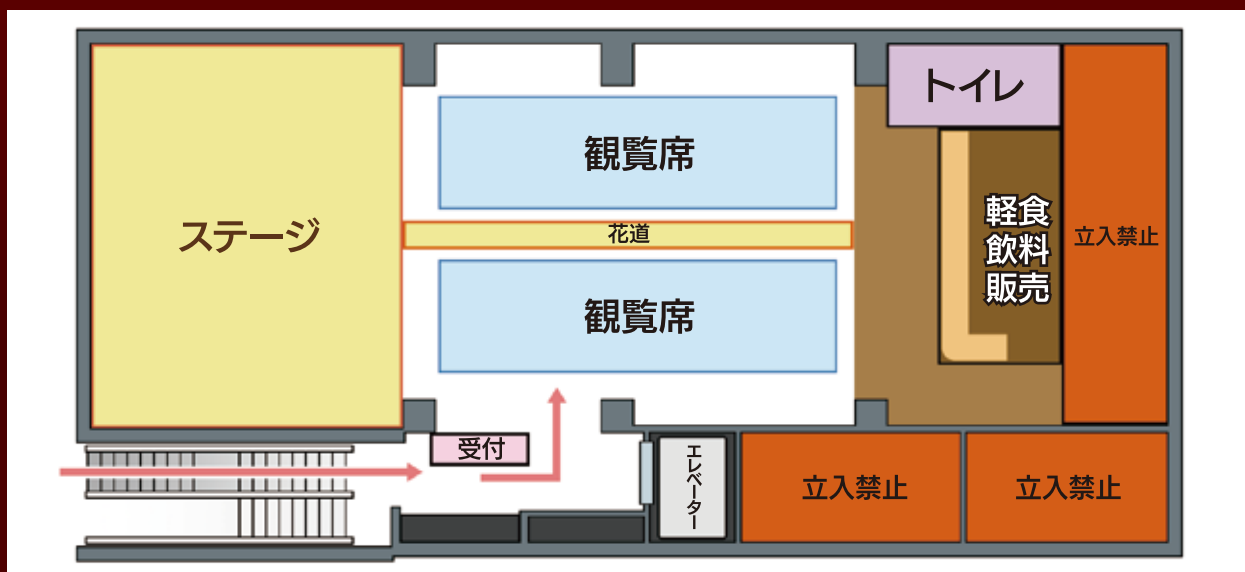 ステージ
観覧席
花道
観覧席
トイレ
軽食
飲料
販売
立入禁止
受付
エレベーター
立入禁止
立入禁止